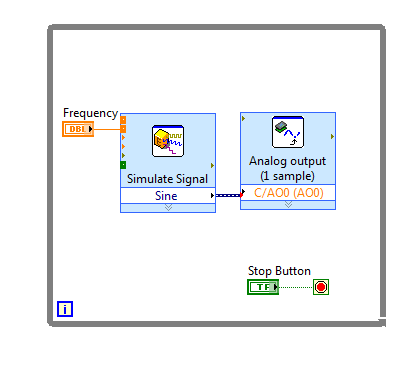 Frequency
DBL
Simulate Signal
Sine
Analog output
(1 sample)
C/AO0 (AO0)
Stop Button
TF
i